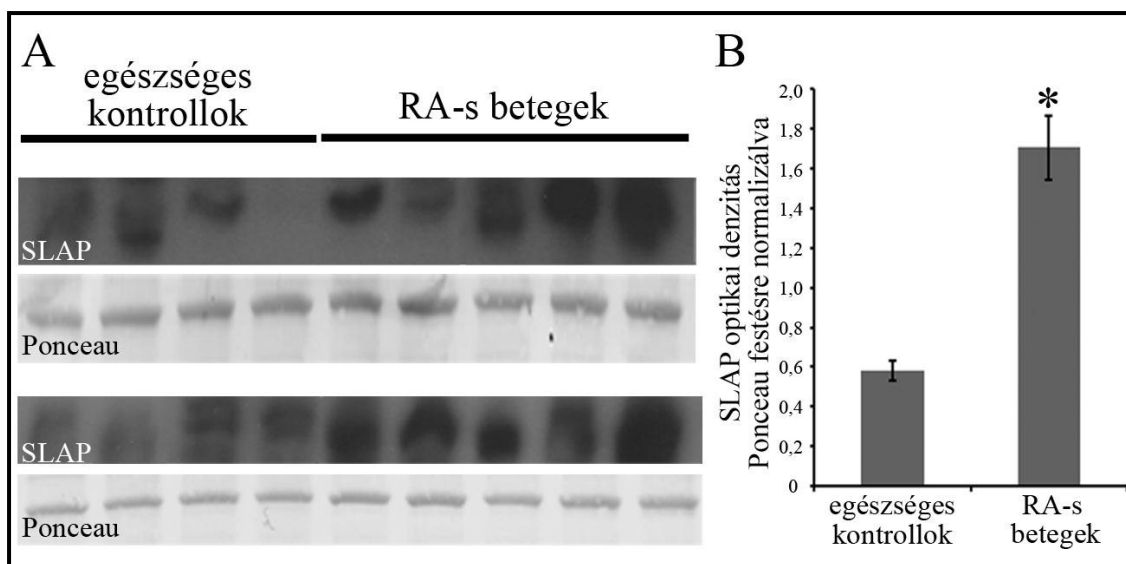 A
egészséges
kontrollok
RA-s betegek
SLAP
Ponceau
SLAP
Ponceau
B
SLAP optikai denzitás
Ponceau festésre normalizálva
2,0
1,8
1,6
1,4
1,2
1,0
0,8
0,6
0,4
0,2
0
*
egészséges
kontrollok
RA-s
betegek